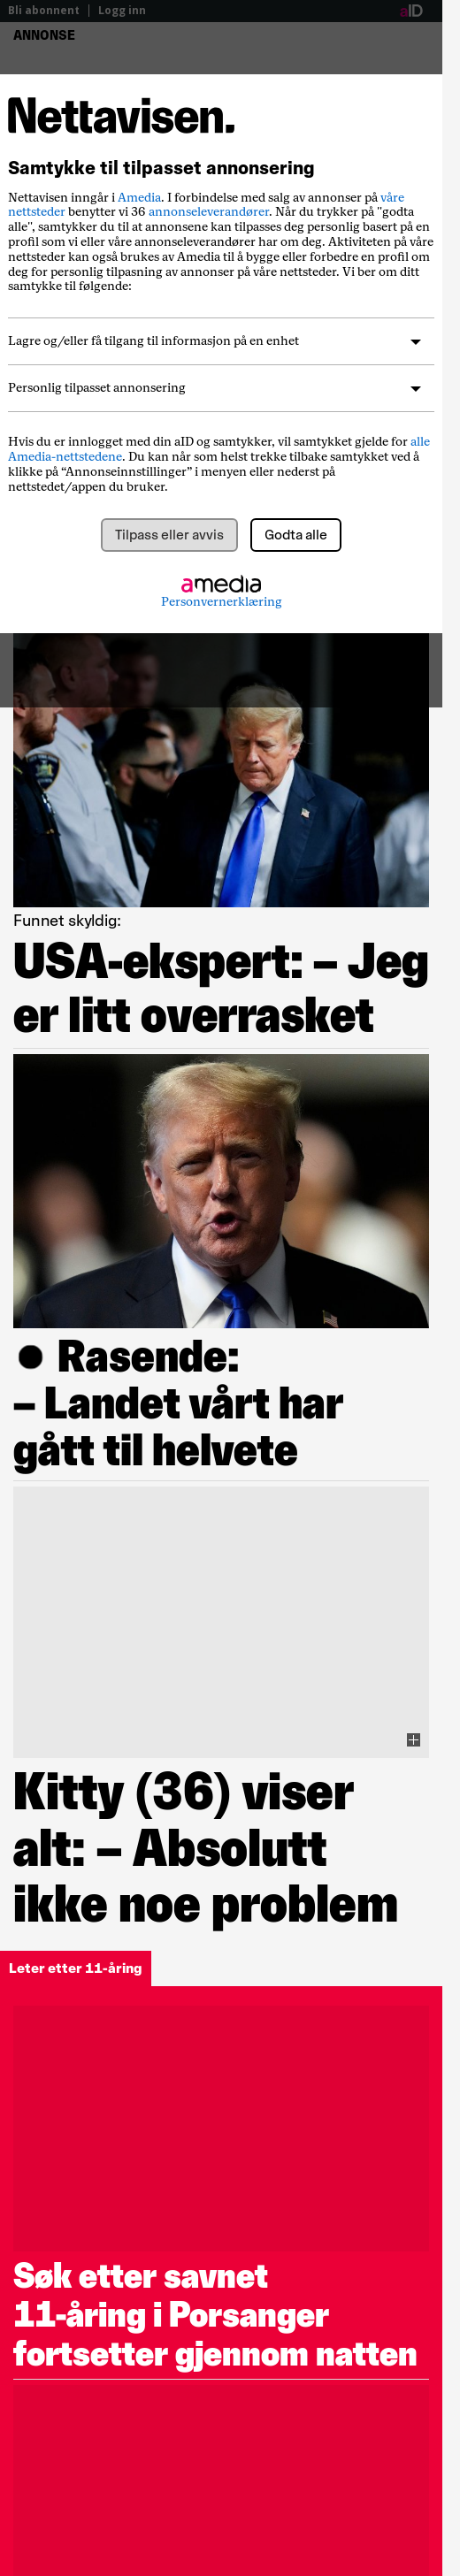 Bli abonnent | Logg inn
aID
ANNONSE
Nettavisen.
Samtykke til tilpasset annonsering
Nettavisen inngår i Amedia. I forbindelse med salg av annonser på våre
nettsteder benytter vi 36 annonseleverandører. Når du trykker på "godta
alle", samtykker du til at annonsene kan tilpasses deg personlig basert på en
profil som vi eller våre annonseleverandører har om deg. Aktiviteten på våre
nettsteder kan også brukes av Amedia til å bygge eller forbedre en profil om
deg for personlig tilpasning av annonser på våre nettsteder. Vi ber om ditt
samtykke til følgende:
Lagre og/eller få tilgang til informasjon på en enhet
Personlig tilpasset annonsering
Hvis du er innlogget med din aID og samtykker, vil samtykket gjelde for alle
Amedia-nettstedene. Du kan når som helst trekke tilbake samtykket ved å
klikke på “Annonseinnstillinger” i menyen eller nederst på
nettstedet/appen du bruker.
Tilpass eller avvis
Godta alle
amedia
Personvernerklæring
Funnet skyldig:
USA-ekspert: – Jeg
er litt overrasket
Rasende:
– Landet vårt har
gått til helvete
Kitty (36) viser
alt: – Absolutt
ikke noe problem
Leter etter 11-åring
Søk etter savnet
11-åring i Porsanger
fortsetter gjennom natten